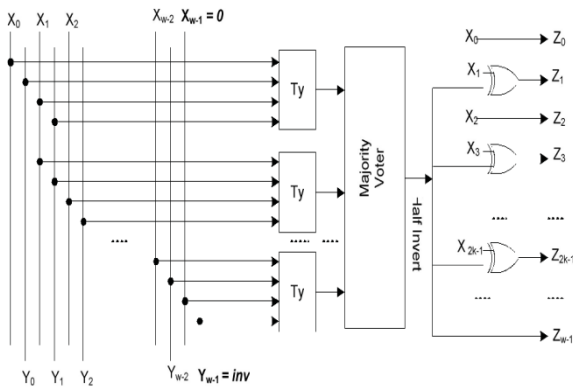 X0 X1 X2 Xw-2 Xw-1 = 0
X0 Z0
X1 Z1
Ty
X2 Z2
X3 Z3
Ty
Majority
Voter
Half Invert
.... ...... .... .... ....
X 2k-1 Z2k-1
Ty
.... ....
Zw-1
Y0 Y1 Y2 Yw-2 Yw-1 = inv